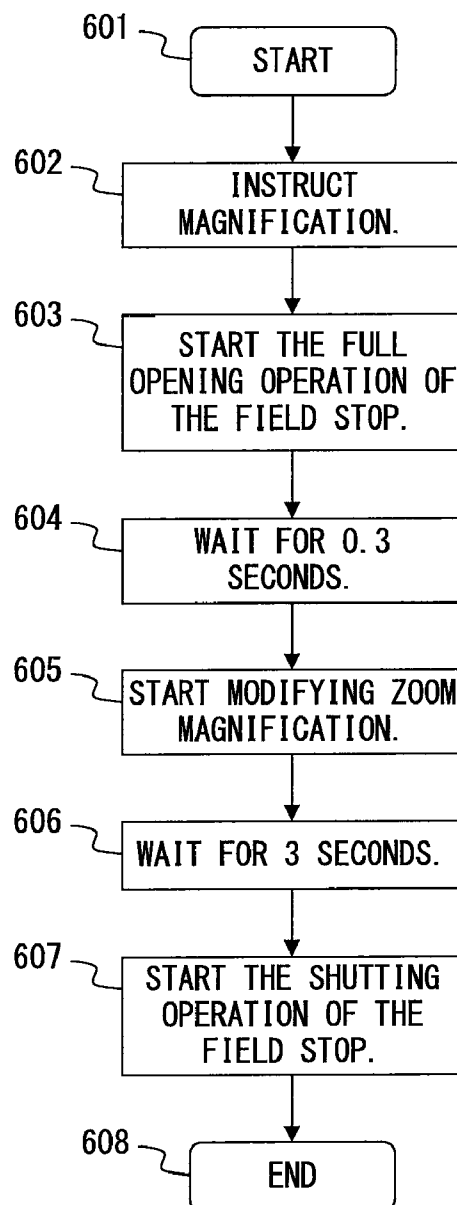 601
START
602
INSTRUCT
MAGNIFICATION.
603
START THE FULL
OPENING OPERATION OF
THE FIELD STOP.
604
WAIT FOR 0.3
SECONDS.
605
START MODIFYING ZOOM
MAGNIFICATION.
606
WAIT FOR 3 SECONDS.
607
START THE SHUTTING
OPERATION OF THE
FIELD STOP.
608
END